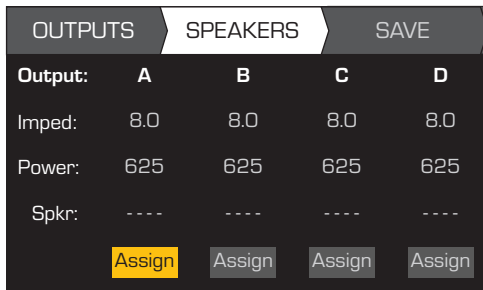 OUTPUTS SPEAKERS SAVE
Output: A B C D
Imped: 8.0 8.0 8.0 8.0
Power: 625 625 625 625
Spkr: ---- ---- ---- ----
Assign Assign Assign Assign